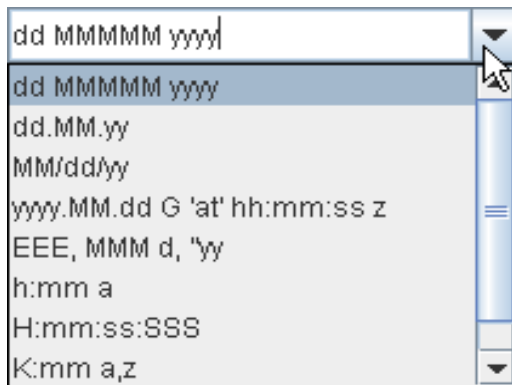 dd MMMMM yyyy
dd MMMMM yyyy
dd.MM.yy
MM/dd/yy
yyyy.MM.dd G 'at' hh:mm:ss z
EEE, MMM d, ''yy
h:mm a
H:mm:ss:SSS
K:mm a,z